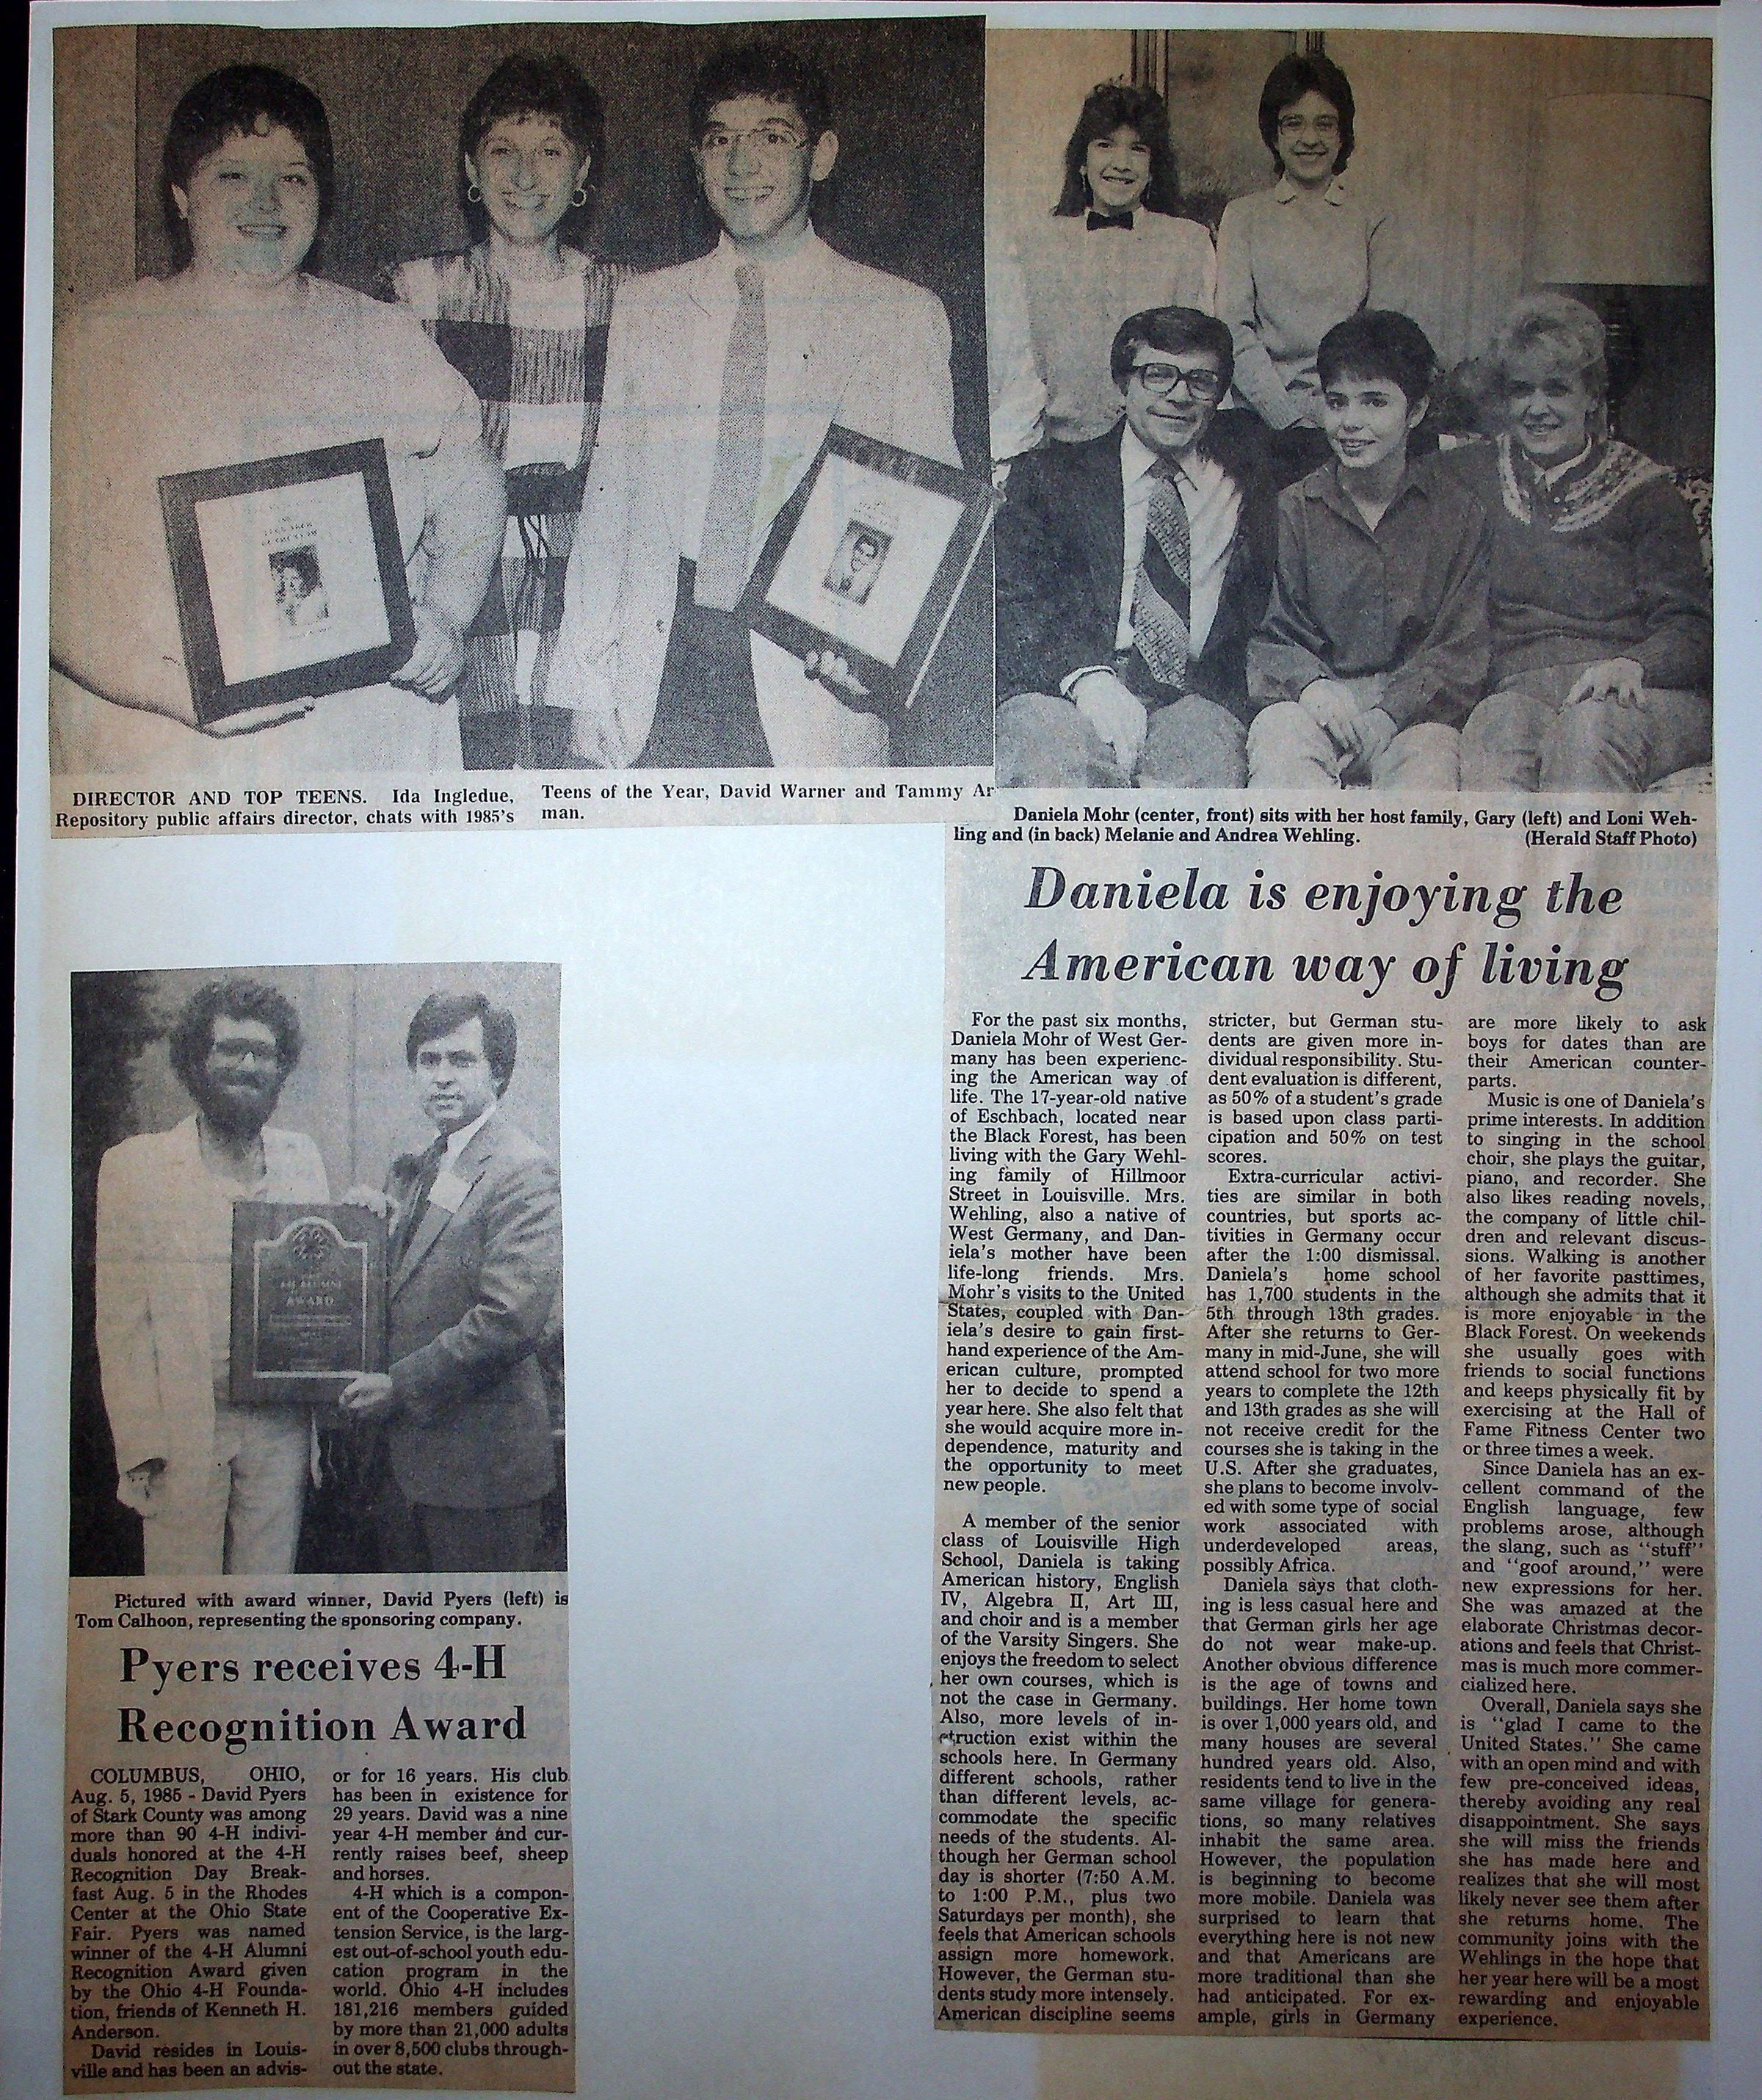 DIRECTOR AND TOP TEENS. Ida Ingledue,
Repository public affairs director, chats with 1985's
Teens of the Year, David Warner and Tammy Ar
man.
Daniela Mohr (center, front) sits with her host family, Gary (left) and Loni Weh-
ling and (in back) Melanie and Andrea Wehling.
(Herald Staff Photo)
Daniela is enjoying the
American way of living
For the past six months,
Daniela Mohr of West Ger-
many has been experienc-
ing the American way of
life. The 17-year-old native
of Eschbach, located near
the Black Forest, has been
living with the Gary Wehl-
ing family of Hillmoor
Street in Louisville. Mrs.
Wehling, also a native of
West Germany, and Dan-
iela's mother have been
life-long friends. Mrs.
Mohr's visits to the United
States, coupled with Dan-
iela's desire to gain first-
hand experience of the Am-
erican culture, prompted
her to decide to spend a
year here. She also felt that
she would acquire more in-
dependence, maturity and
the opportunity to meet
new people.
A member of the senior
class of Louisville High
School, Daniela is taking
American history, English
IV, Algebra II, Art III,
and choir and is a member
of the Varsity Singers. She
enjoys the freedom to select
her own courses, which is
not the case in Germany.
Also, more levels of in-
struction exist within the
schools here. In Germany
different schools, rather
than different levels, ac-
commodate the specific
needs of the students. Al-
though her German school
day is shorter (7:50 A.M.
to 1:00 P.M., plus two
Saturdays per month), she
feels that American schools
assign more homework.
However, the German stu-
dents study more intensely.
American discipline seems
stricter, but German stu-
dents are given more in-
dividual responsibility. Stu-
dent evaluation is different,
as 50% of a student's grade
is based upon class parti-
cipation and 50% on test
scores.
Extra-curricular activi-
ties are similar in both
countries, but sports ac-
tivities in Germany occur
after the 1:00 dismissal.
Daniela's home school
has 1,700 students in the
5th through 13th grades.
After she returns to Ger-
many in mid-June, she will
attend school for two more
years to complete the 12th
and 13th grades as she will
not receive credit for the
courses she is taking in the
U.S. After she graduates,
she plans to become involv-
ed with some type of social
work associated with
underdeveloped areas,
possibly Africa.
Daniela says that cloth-
ing is less casual here and
that German girls her age
do not wear make-up.
Another obvious difference
is the age of towns and
buildings. Her home town
is over 1,000 years old, and
many houses are several
hundred years old. Also,
residents tend to live in the
same village for genera-
tions, so many relatives
inhabit the same area.
However, the population
is beginning to become
more mobile. Daniela was
surprised to learn that
everything here is not new
and that Americans are
more traditional than she
had anticipated. For ex-
ample, girls in Germany
are more likely to ask
boys for dates than are
their American counter-
parts.
Music is one of Daniela's
prime interests. In addition
to singing in the school
choir, she plays the guitar,
piano, and recorder. She
also likes reading novels,
the company of little chil-
dren and relevant discus-
sions. Walking is another
of her favorite pasttimes,
although she admits that it
is more enjoyable in the
Black Forest. On weekends
she usually goes with
friends to social functions
and keeps physically fit by
exercising at the Hall of
Fame Fitness Center two
or three times a week.
Since Daniela has an ex-
cellent command of the
English language, few
problems arose, although
the slang, such as "stuff"
and "goof around," were
new expressions for her.
She was amazed at the
elaborate Christmas decor-
ations and feels that Christ-
mas is much more commer-
cialized here.
Overall, Daniela says she
is "glad I came to the
United States." She came
with an open mind and with
few pre-conceived ideas,
thereby avoiding any real
disappointment. She says
she will miss the friends
she has made here and
realizes that she will most
likely never see them after
she returns home. The
community joins with the
Wehlings in the hope that
her year here will be a most
rewarding and enjoyable
experience.
4-H ALUMNI
AWARD
Pictured with award winner, David Pyers (left) is
Tom Calhoon, representing the sponsoring company.
Pyers receives 4-H
Recognition Award
COLUMBUS, OHIO,
Aug. 5, 1985 - David Pyers
of Stark County was among
more than 90 4-H indivi-
duals honored at the 4-H
Recognition Day Break-
fast Aug. 5 in the Rhodes
Center at the Ohio State
Fair. Pyers was named
winner of the 4-H Alumni
Recognition Award given
by the Ohio 4-H Founda-
tion, friends of Kenneth H.
Anderson.
David resides in Louis-
ville and has been an advis-
or for 16 years. His club
has been in existence for
29 years. David was a nine
year 4-H member and cur-
rently raises beef, sheep
and horses.
4-H which is a compon-
ent of the Cooperative Ex-
tension Service, is the larg-
est out-of-school youth edu-
cation program in the
world. Ohio 4-H includes
181,216 members guided
by more than 21,000 adults
in over 8,500 clubs through-
out the state.